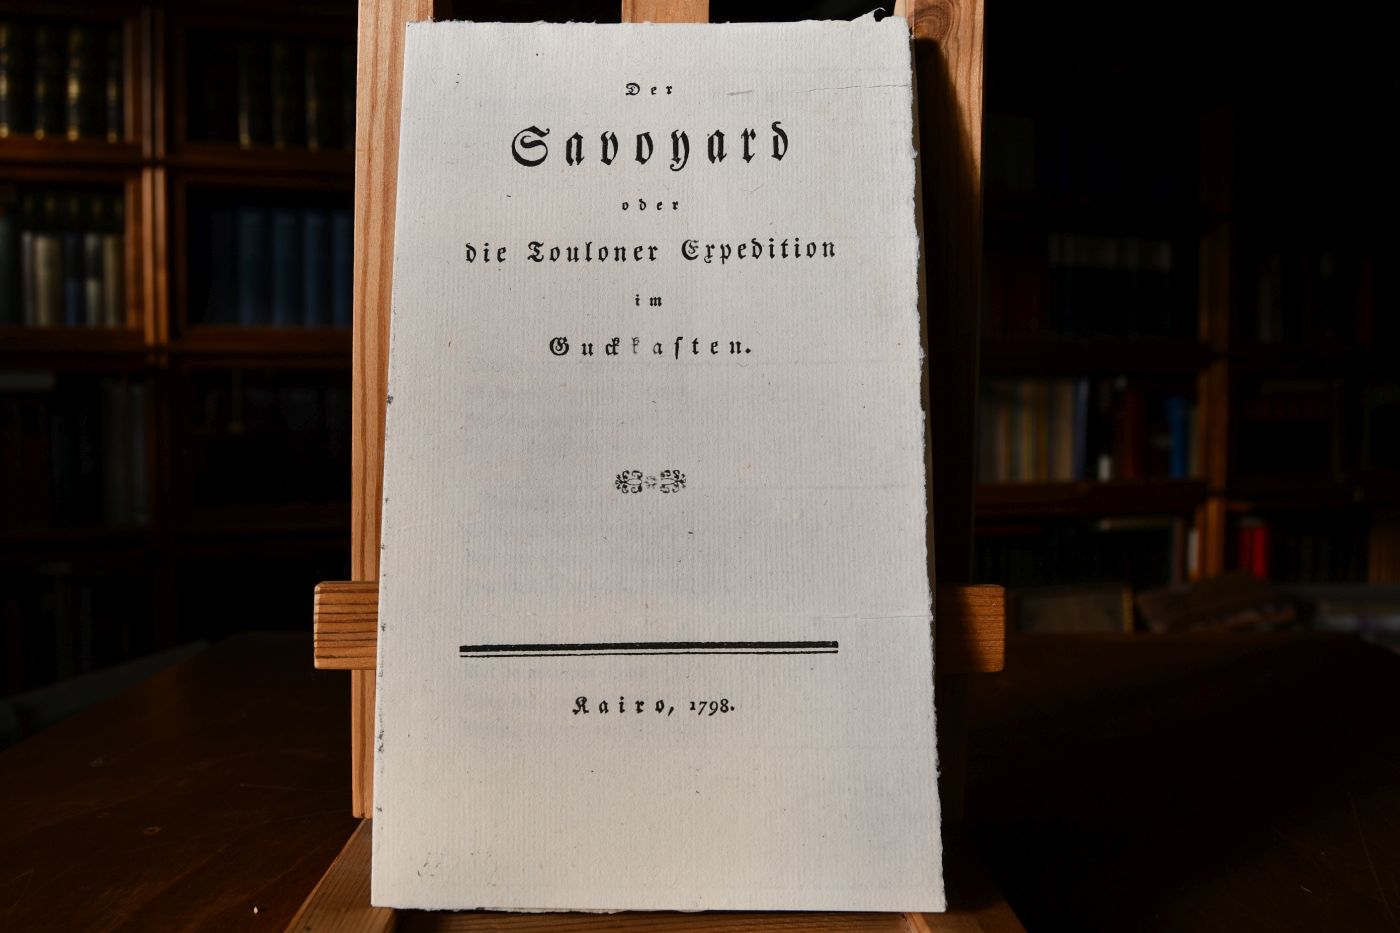 Der
Savoyard
oder
die Touloner Expedition
im
Guckkaſten.
Kairo, 1798.